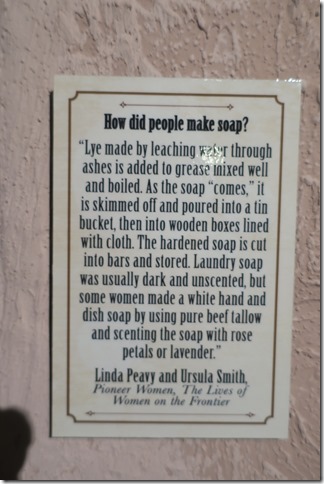 How did people make soap?
“Lye made by leaching water through
ashes is added to grease mixed well
and boiled. As the soap “comes,” it
is skimmed off and poured into a tin
bucket, then into wooden boxes lined
with cloth. The hardened soap is cut
into bars and stored. Laundry soap
was usually dark and unscented, but
some women made a white hand and
dish soap by using pure beef tallow
and scenting the soap with rose
petals or lavender.”
Linda Peavy and Ursula Smith,
Pioneer Women, The Lives of
Women on the Frontier